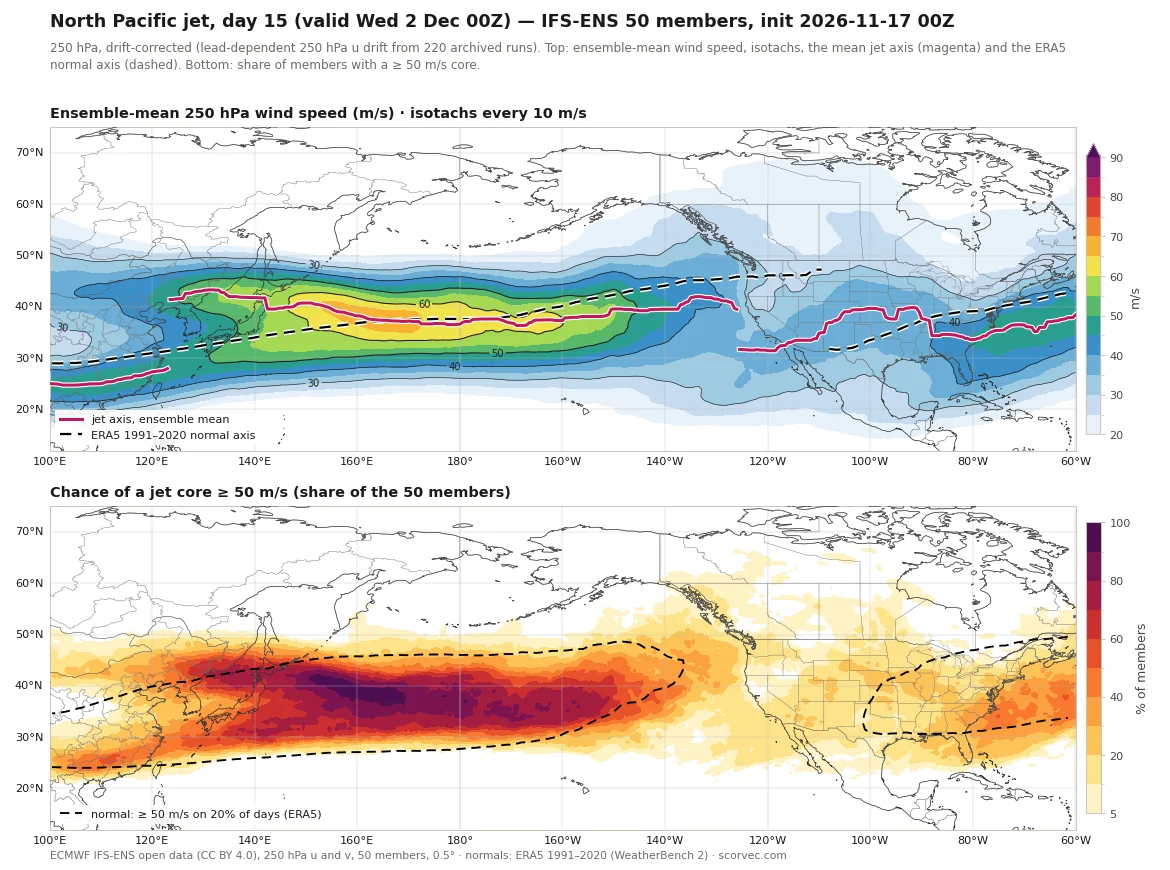 North Pacific jet, day 15 (valid Wed 2 Dec 00Z) — IFS-ENS 50 members, init 2026-11-17 00Z
250 hPa, drift-corrected (lead-dependent 250 hPa u drift from 220 archived runs). Top: ensemble-mean wind speed, isotachs, the mean jet axis (magenta) and the ERA5
normal axis (dashed). Bottom: share of members with a ≥ 50 m/s core.
Ensemble-mean 250 hPa wind speed (m/s) · isotachs every 10 m/s
70°N
60°N
50°N
40°N
30°N
20°N
30
30
60
50
40
30
40
jet axis, ensemble mean
ERA5 1991–2020 normal axis
100°E 120°E 140°E 160°E 180° 160°W 140°W 120°W 100°W 80°W 60°W
90
80
70
60
50
40
30
20
m/s
Chance of a jet core ≥ 50 m/s (share of the 50 members)
70°N
60°N
50°N
40°N
30°N
20°N
normal: ≥ 50 m/s on 20% of days (ERA5)
100°E 120°E 140°E 160°E 180° 160°W 140°W 120°W 100°W 80°W 60°W
100
80
60
40
20
5
% of members
ECMWF IFS-ENS open data (CC BY 4.0), 250 hPa u and v, 50 members, 0.5° · normals: ERA5 1991–2020 (WeatherBench 2) · scorvec.com